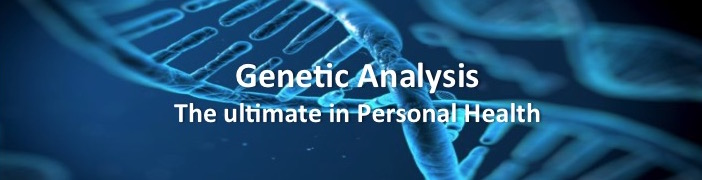 Genetic Analysis
The ultimate in Personal Health